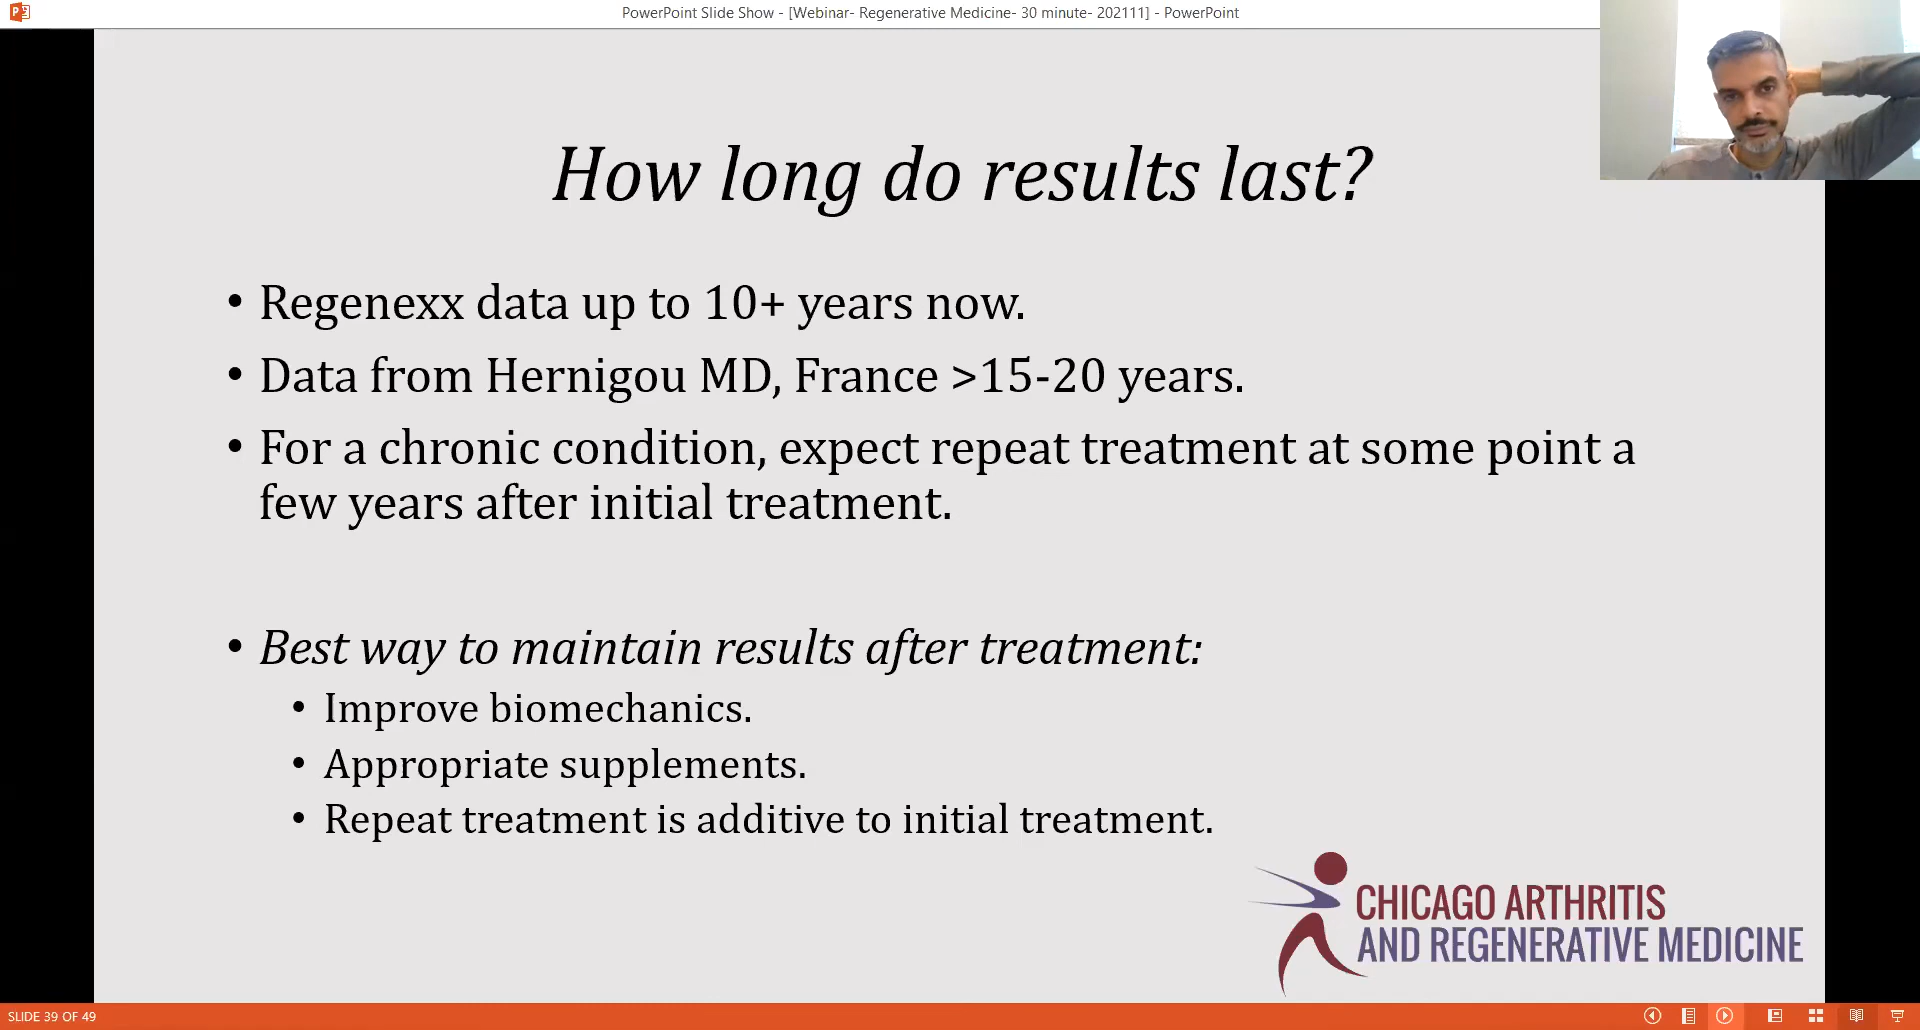 PowerPoint Slide Show - [Webinar- Regenerative Medicine- 30 minute- 202111] - PowerPoint
How long do results last?
• Regenexx data up to 10+ years now.
• Data from Hernigou MD, France >15-20 years.
• For a chronic condition, expect repeat treatment at some point a
few years after initial treatment.
• Best way to maintain results after treatment:
• Improve biomechanics.
• Appropriate supplements.
• Repeat treatment is additive to initial treatment.
CHICAGO ARTHRITIS
AND REGENERATIVE MEDICINE
SLIDE 39 OF 49